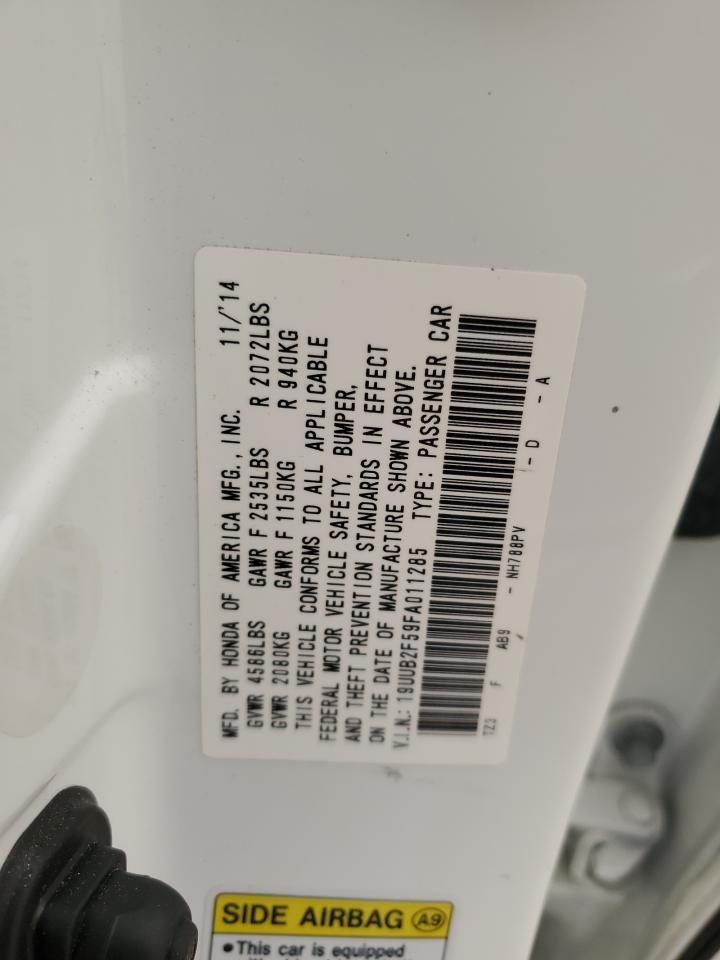 MFD. BY HONDA OF AMERICA MFG., INC. 11/'14
GVWR 4586LBS GAWR F 2535LBS R 2072LBS
GVWR 2080KG GAWR F 1150KG R 940KG
THIS VEHICLE CONFORMS TO ALL APPLICABLE
FEDERAL MOTOR VEHICLE SAFETY, BUMPER,
AND THEFT PREVENTION STANDARDS IN EFFECT
ON THE DATE OF MANUFACTURE SHOWN ABOVE.
V.I.N.: 19UUB2F59FA011285 TYPE: PASSENGER CAR
TZ3 F AB9 - NH788PV - D - A
SIDE AIRBAG A9
• This car is equipped